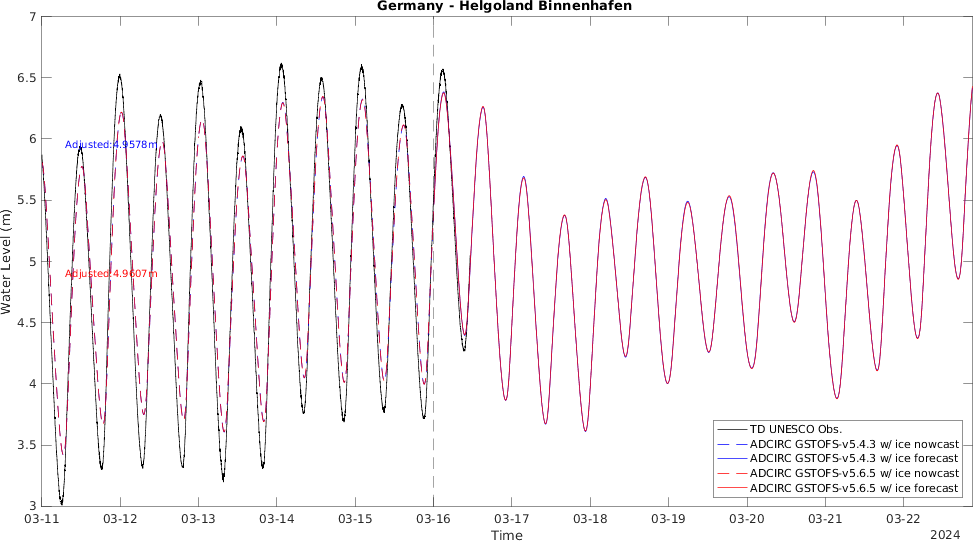 Germany - Helgoland Binnenhafen
7
6.5
6
5.5
5
4.5
4
3.5
3
Water Level (m)
Adjusted:4.9578m
Adjusted:4.9607m
TD UNESCO Obs.
ADCIRC GSTOFS-v5.4.3 w/ ice nowcast
ADCIRC GSTOFS-v5.4.3 w/ ice forecast
ADCIRC GSTOFS-v5.6.5 w/ ice nowcast
ADCIRC GSTOFS-v5.6.5 w/ ice forecast
03-11 03-12 03-13 03-14 03-15 03-16 03-17 03-18 03-19 03-20 03-21 03-22
Time
2024